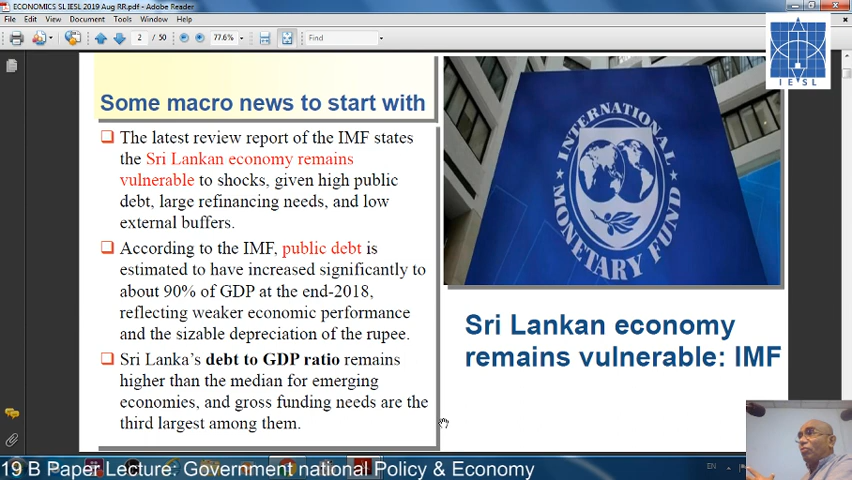 ECONOMICS SL IESL 2019 Aug RR.pdf - Adobe Reader
File Edit View Document Tools Window Help
2 / 50 77.6% Find
IESL
Some macro news to start with
The latest review report of the IMF states
the Sri Lankan economy remains
vulnerable to shocks, given high public
debt, large refinancing needs, and low
external buffers.
According to the IMF, public debt is
estimated to have increased significantly to
about 90% of GDP at the end-2018,
reflecting weaker economic performance
and the sizable depreciation of the rupee.
Sri Lanka's debt to GDP ratio remains
higher than the median for emerging
economies, and gross funding needs are the
third largest among them.
INTERNATIONAL
MONETARY FUND
Sri Lankan economy
remains vulnerable: IMF
EN
19 B Paper Lecture: Government national Policy & Economy